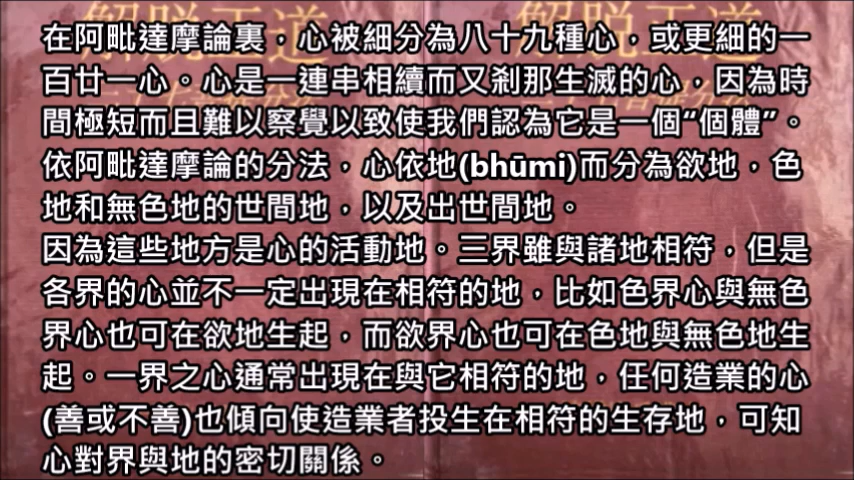 解脫正道 解脫正道
在阿毗達摩論裏，心被細分為八十九種心，或更細的一
百廿一心。心是一連串相續而又剎那生滅的心，因為時
間極短而且難以察覺以致使我們認為它是一個“個體”。
依阿毗達摩論的分法，心依地(bhūmi)而分為欲地，色
地和無色地的世間地，以及出世間地。
因為這些地方是心的活動地。三界雖與諸地相符，但是
各界的心並不一定出現在相符的地，比如色界心與無色
界心也可在欲地生起，而欲界心也可在色地與無色地生
起。一界之心通常出現在與它相符的地，任何造業的心
(善或不善)也傾向使造業者投生在相符的生存地，可知
心對界與地的密切關係。